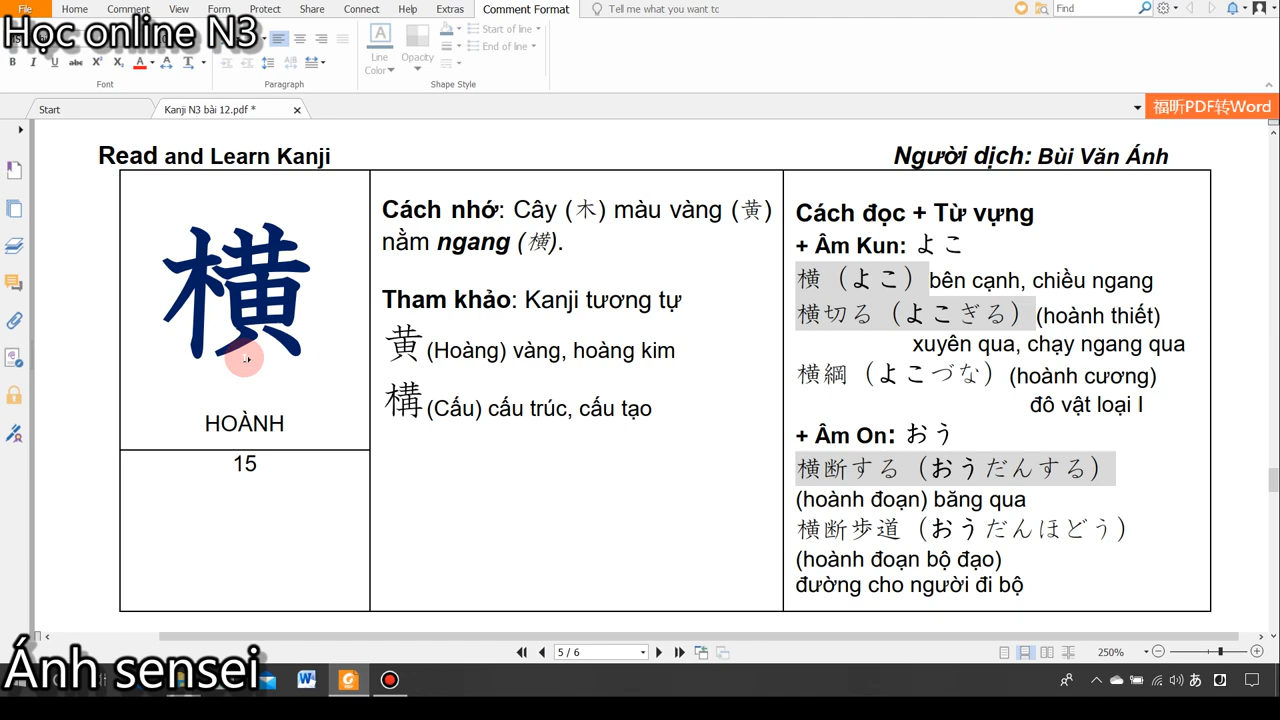 File Home Comment View Form Protect Share Connect Help Extras Comment Format Tell me what you want to Find
Học online N3
B I U abc X² X₂ A A T
Line Color
Opacity
Start of line
End of line
Font Paragraph Shape Style
Start Kanji N3 bài 12.pdf * 福昕PDF转Word
Read and Learn Kanji
Người dịch: Bùi Văn Ánh
横
HOÀNH
15
Cách nhớ: Cây (木) màu vàng (黄)
nằm ngang (横).
Tham khảo: Kanji tương tự
黄(Hoàng) vàng, hoàng kim
構(Cấu) cấu trúc, cấu tạo
Cách đọc + Từ vựng
+ Âm Kun: よこ
横（よこ）bên cạnh, chiều ngang
横切る（よこぎる）(hoành thiết)
xuyên qua, chạy ngang qua
横綱（よこづな）(hoành cương)
đô vật loại I
+ Âm On: おう
横断する（おうだんする）
(hoành đoạn) băng qua
横断歩道（おうだんほどう）
(hoành đoạn bộ đạo)
đường cho người đi bộ
5 / 6
250%
Ánh sensei
あ